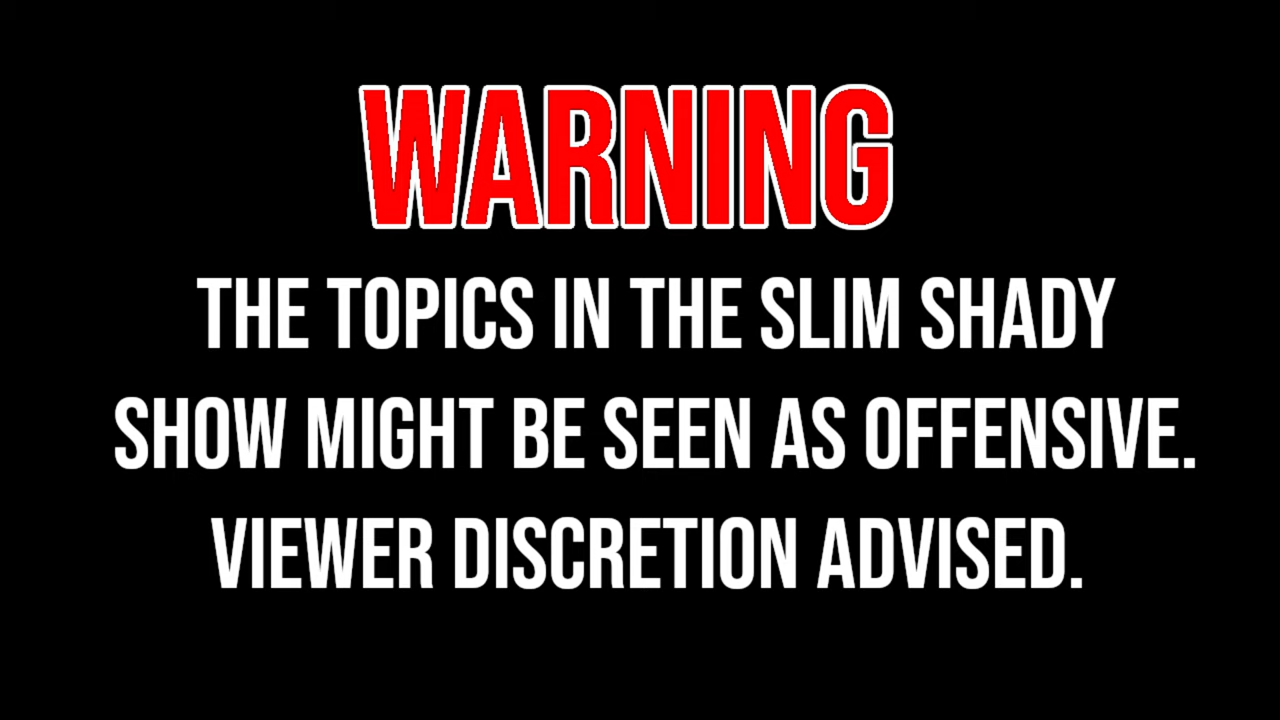 WARNING
THE TOPICS IN THE SLIM SHADY
SHOW MIGHT BE SEEN AS OFFENSIVE.
VIEWER DISCRETION ADVISED.